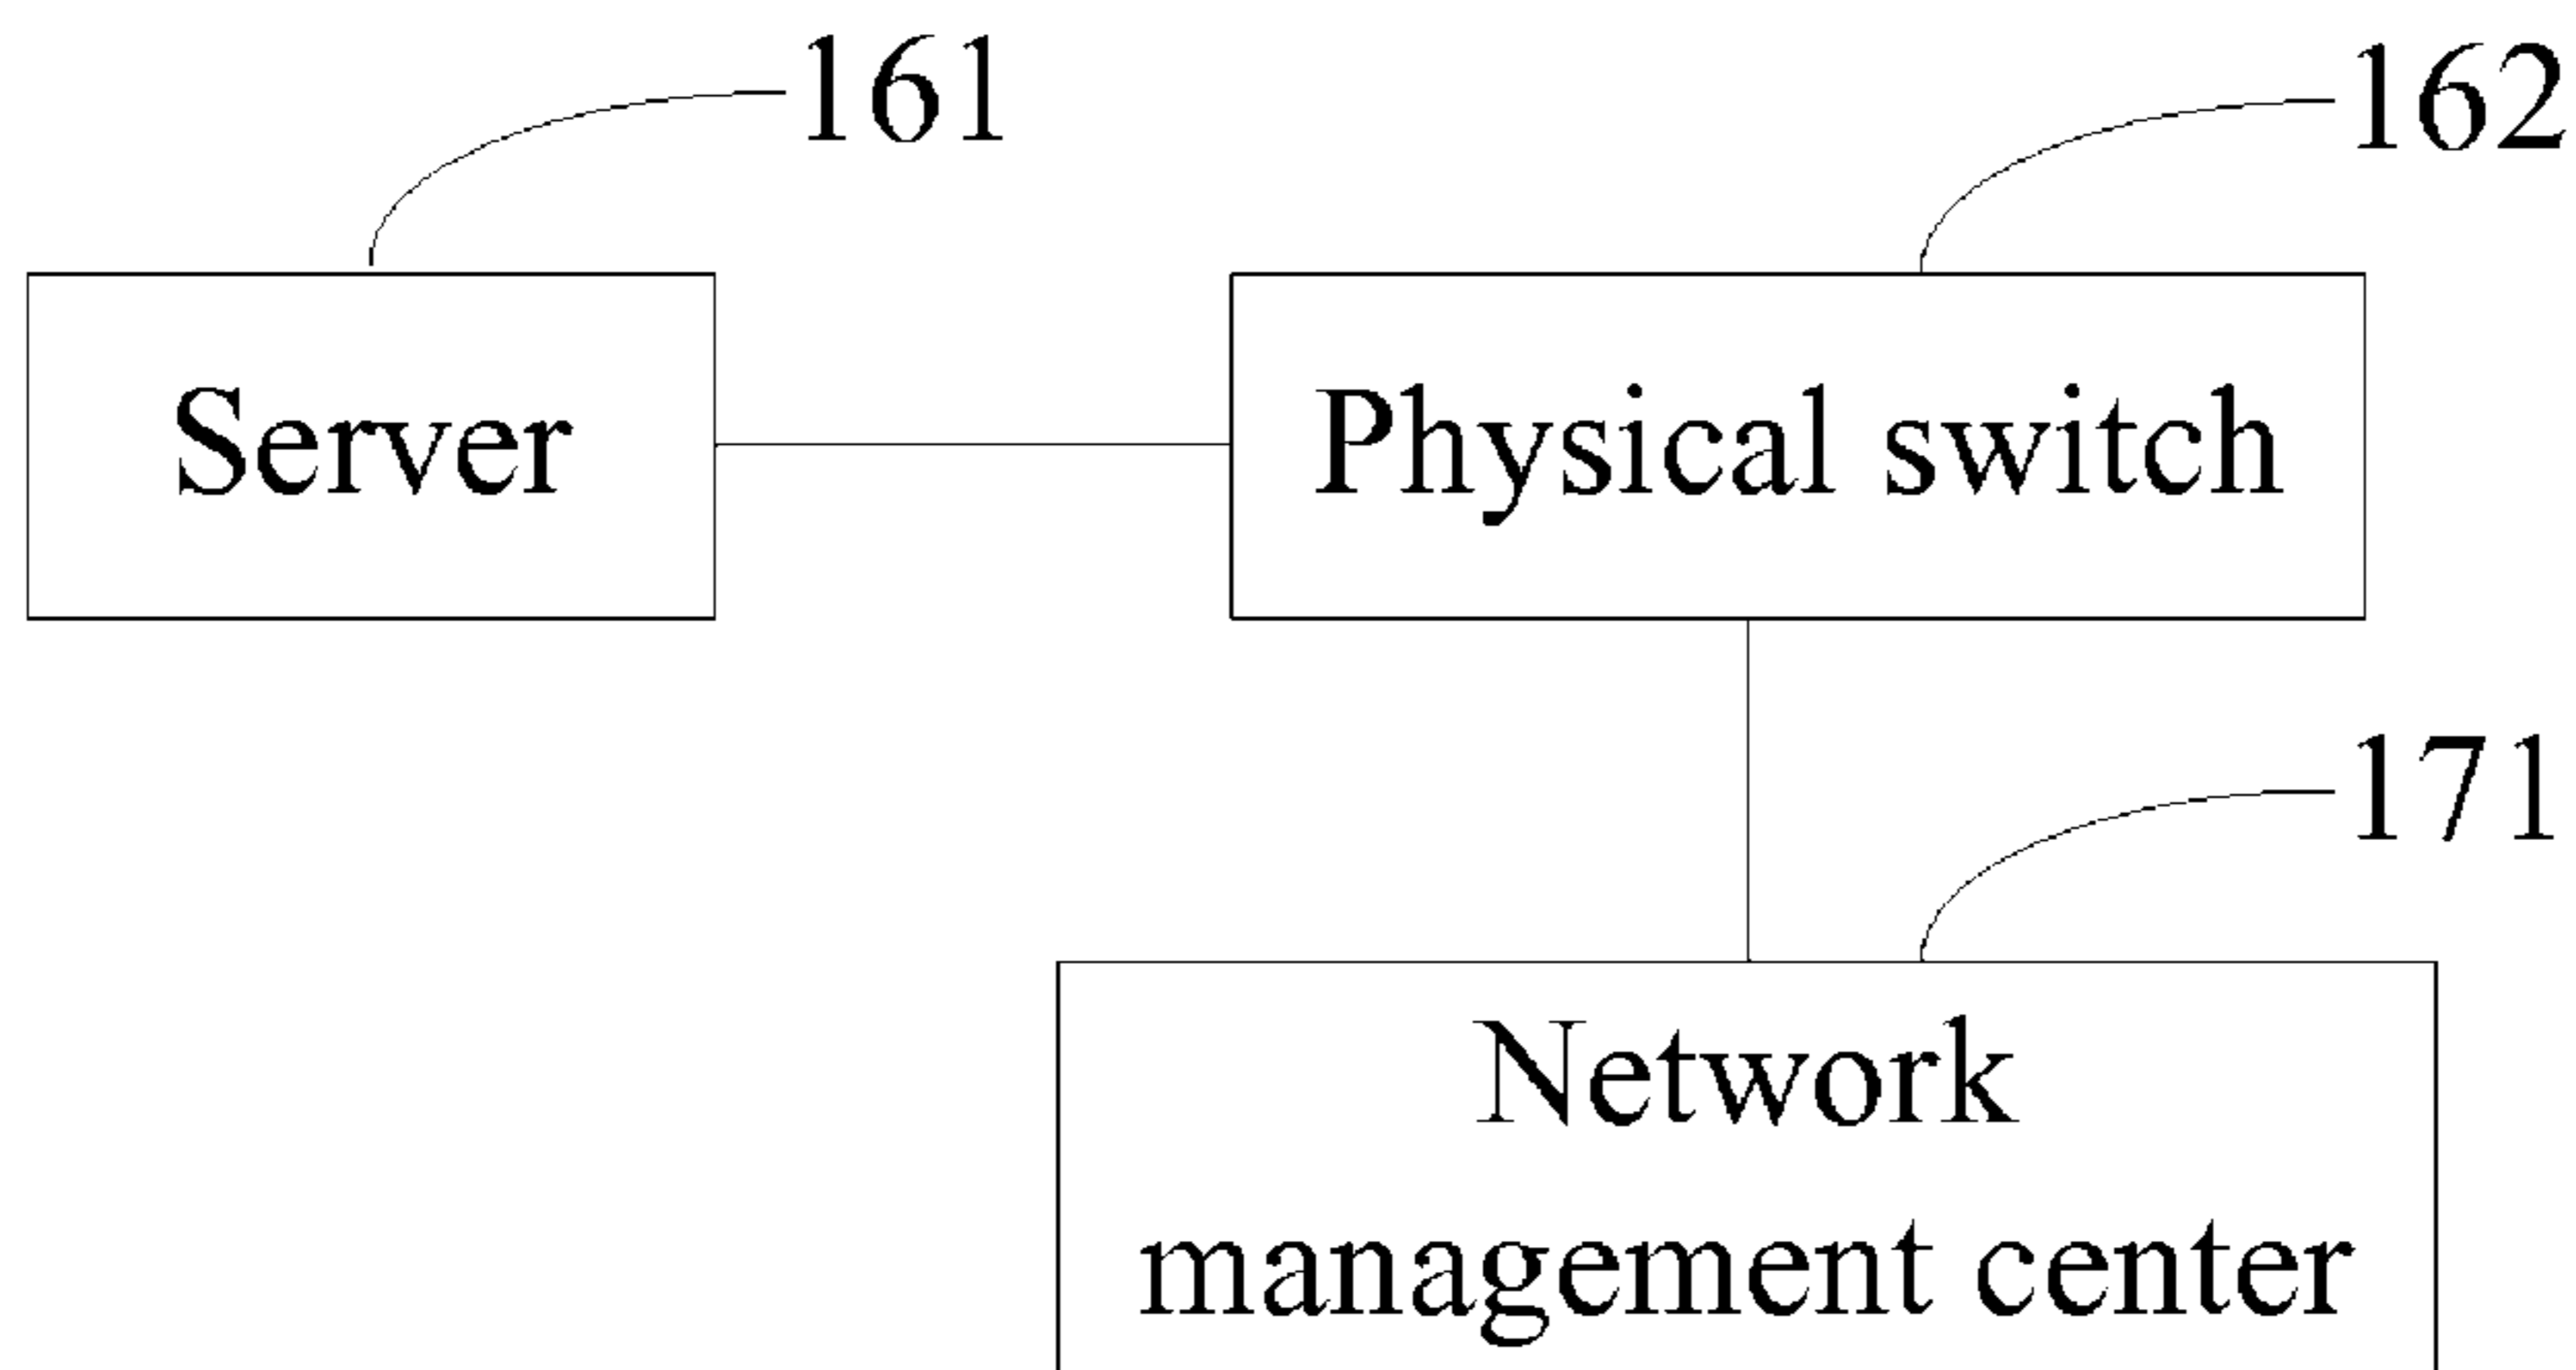 161
162
Server
Physical switch
171
Network
management center